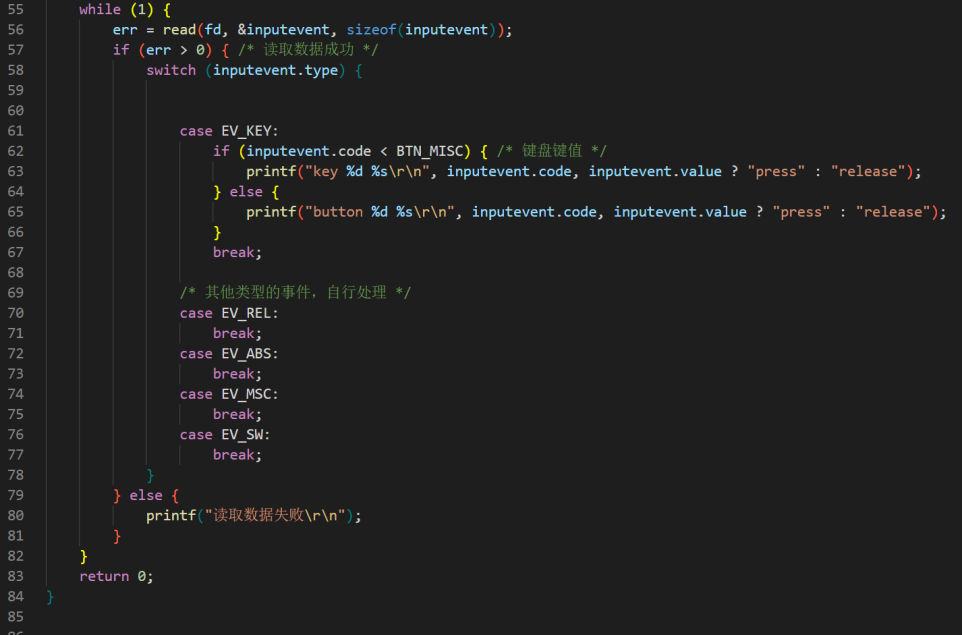 55 while (1) {
56 err = read(fd, &inputevent, sizeof(inputevent));
57 if (err > 0) { /* 读取数据成功 */
58 switch (inputevent.type) {
59
60
61 case EV_KEY:
62 if (inputevent.code < BTN_MISC) { /* 键盘键值 */
63 printf("key %d %s\r\n", inputevent.code, inputevent.value ? "press" : "release");
64 } else {
65 printf("button %d %s\r\n", inputevent.code, inputevent.value ? "press" : "release");
66 }
67 break;
68
69 /* 其他类型的事件，自行处理 */
70 case EV_REL:
71 break;
72 case EV_ABS:
73 break;
74 case EV_MSC:
75 break;
76 case EV_SW:
77 break;
78 }
79 } else {
80 printf("读取数据失败\r\n");
81 }
82 }
83 return 0;
84 }
85